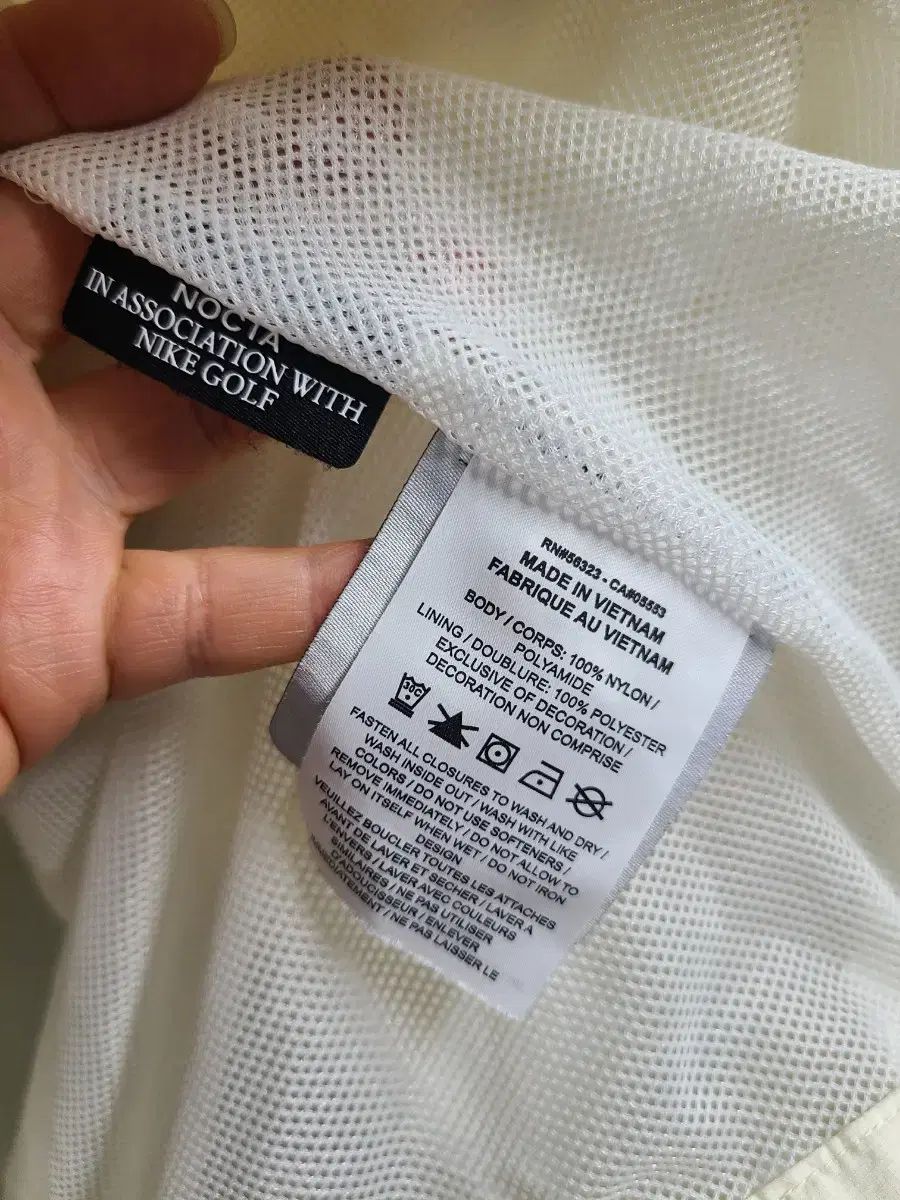 NOCTA
IN ASSOCIATION WITH
NIKE GOLF
RN#56323 - CA#05553
MADE IN VIETNAM
FABRIQUE AU VIETNAM
BODY / CORPS: 100% NYLON /
POLYAMIDE
LINING / DOUBLURE: 100% POLYESTER
EXCLUSIVE OF DECORATION /
DECORATION NON COMPRISE
30C
FASTEN ALL CLOSURES TO WASH AND DRY /
WASH INSIDE OUT / WASH WITH LIKE
COLORS / DO NOT USE SOFTENERS /
REMOVE IMMEDIATELY / DO NOT ALLOW TO
LAY ON ITSELF WHEN WET / DO NOT IRON
DESIGN
VEUILLEZ BOUCLER TOUTES LES ATTACHES
AVANT DE LAVER ET SECHER / LAVER A
L'ENVERS / LAVER AVEC COULEURS
SIMILAIRES / NE PAS UTILISER
D'ADOUCISSEUR / ENLEVER
/ NE PAS LAISSER LE